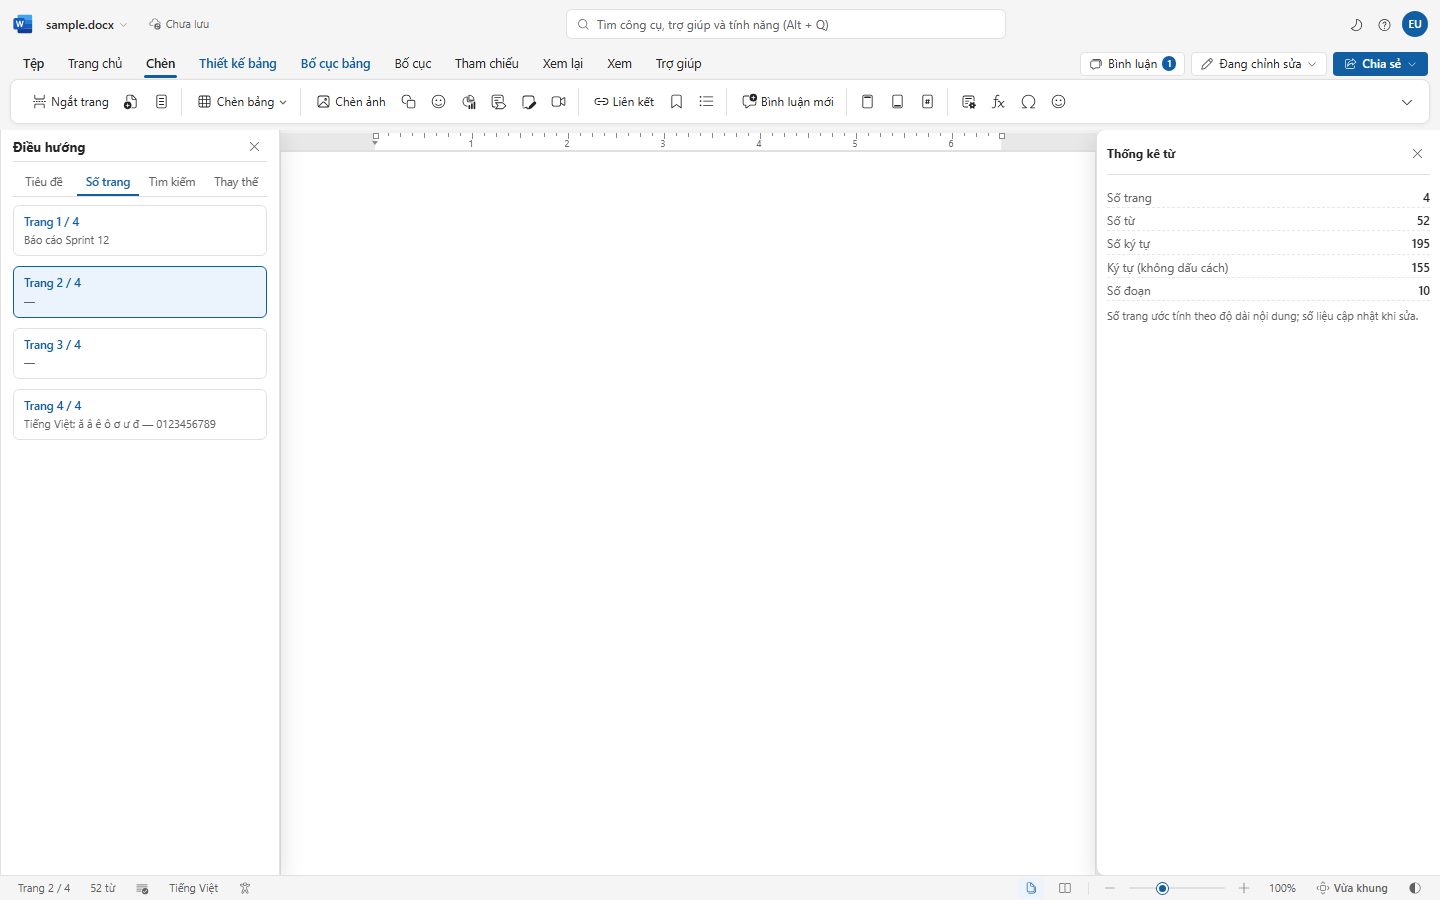 sample.docx
Chưa lưu
Tìm công cụ, trợ giúp và tính năng (Alt + Q)
EU
Tệp
Trang chủ
Chèn
Thiết kế bảng
Bố cục bảng
Bố cục
Tham chiếu
Xem lại
Xem
Trợ giúp
Bình luận 1
Đang chỉnh sửa
Chia sẻ
Ngắt trang
Chèn bảng
Chèn ảnh
Liên kết
Bình luận mới
Điều hướng
Tiêu đề
Số trang
Tìm kiếm
Thay thế
Trang 1 / 4
Báo cáo Sprint 12
Trang 2 / 4
—
Trang 3 / 4
—
Trang 4 / 4
Tiếng Việt: ă â ê ô ơ ư đ — 0123456789
1 2 3 4 5 6
Thống kê từ
Số trang 4
Số từ 52
Số ký tự 195
Ký tự (không dấu cách) 155
Số đoạn 10
Số trang ước tính theo độ dài nội dung; số liệu cập nhật khi sửa.
Trang 2 / 4
52 từ
Tiếng Việt
100%
Vừa khung